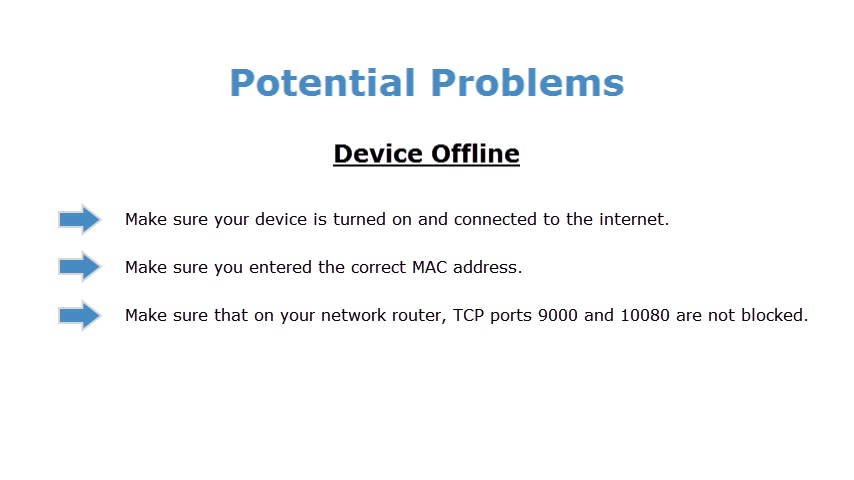 Potential Problems
Device Offline
Make sure your device is turned on and connected to the internet.
Make sure you entered the correct MAC address.
Make sure that on your network router, TCP ports 9000 and 10080 are not blocked.